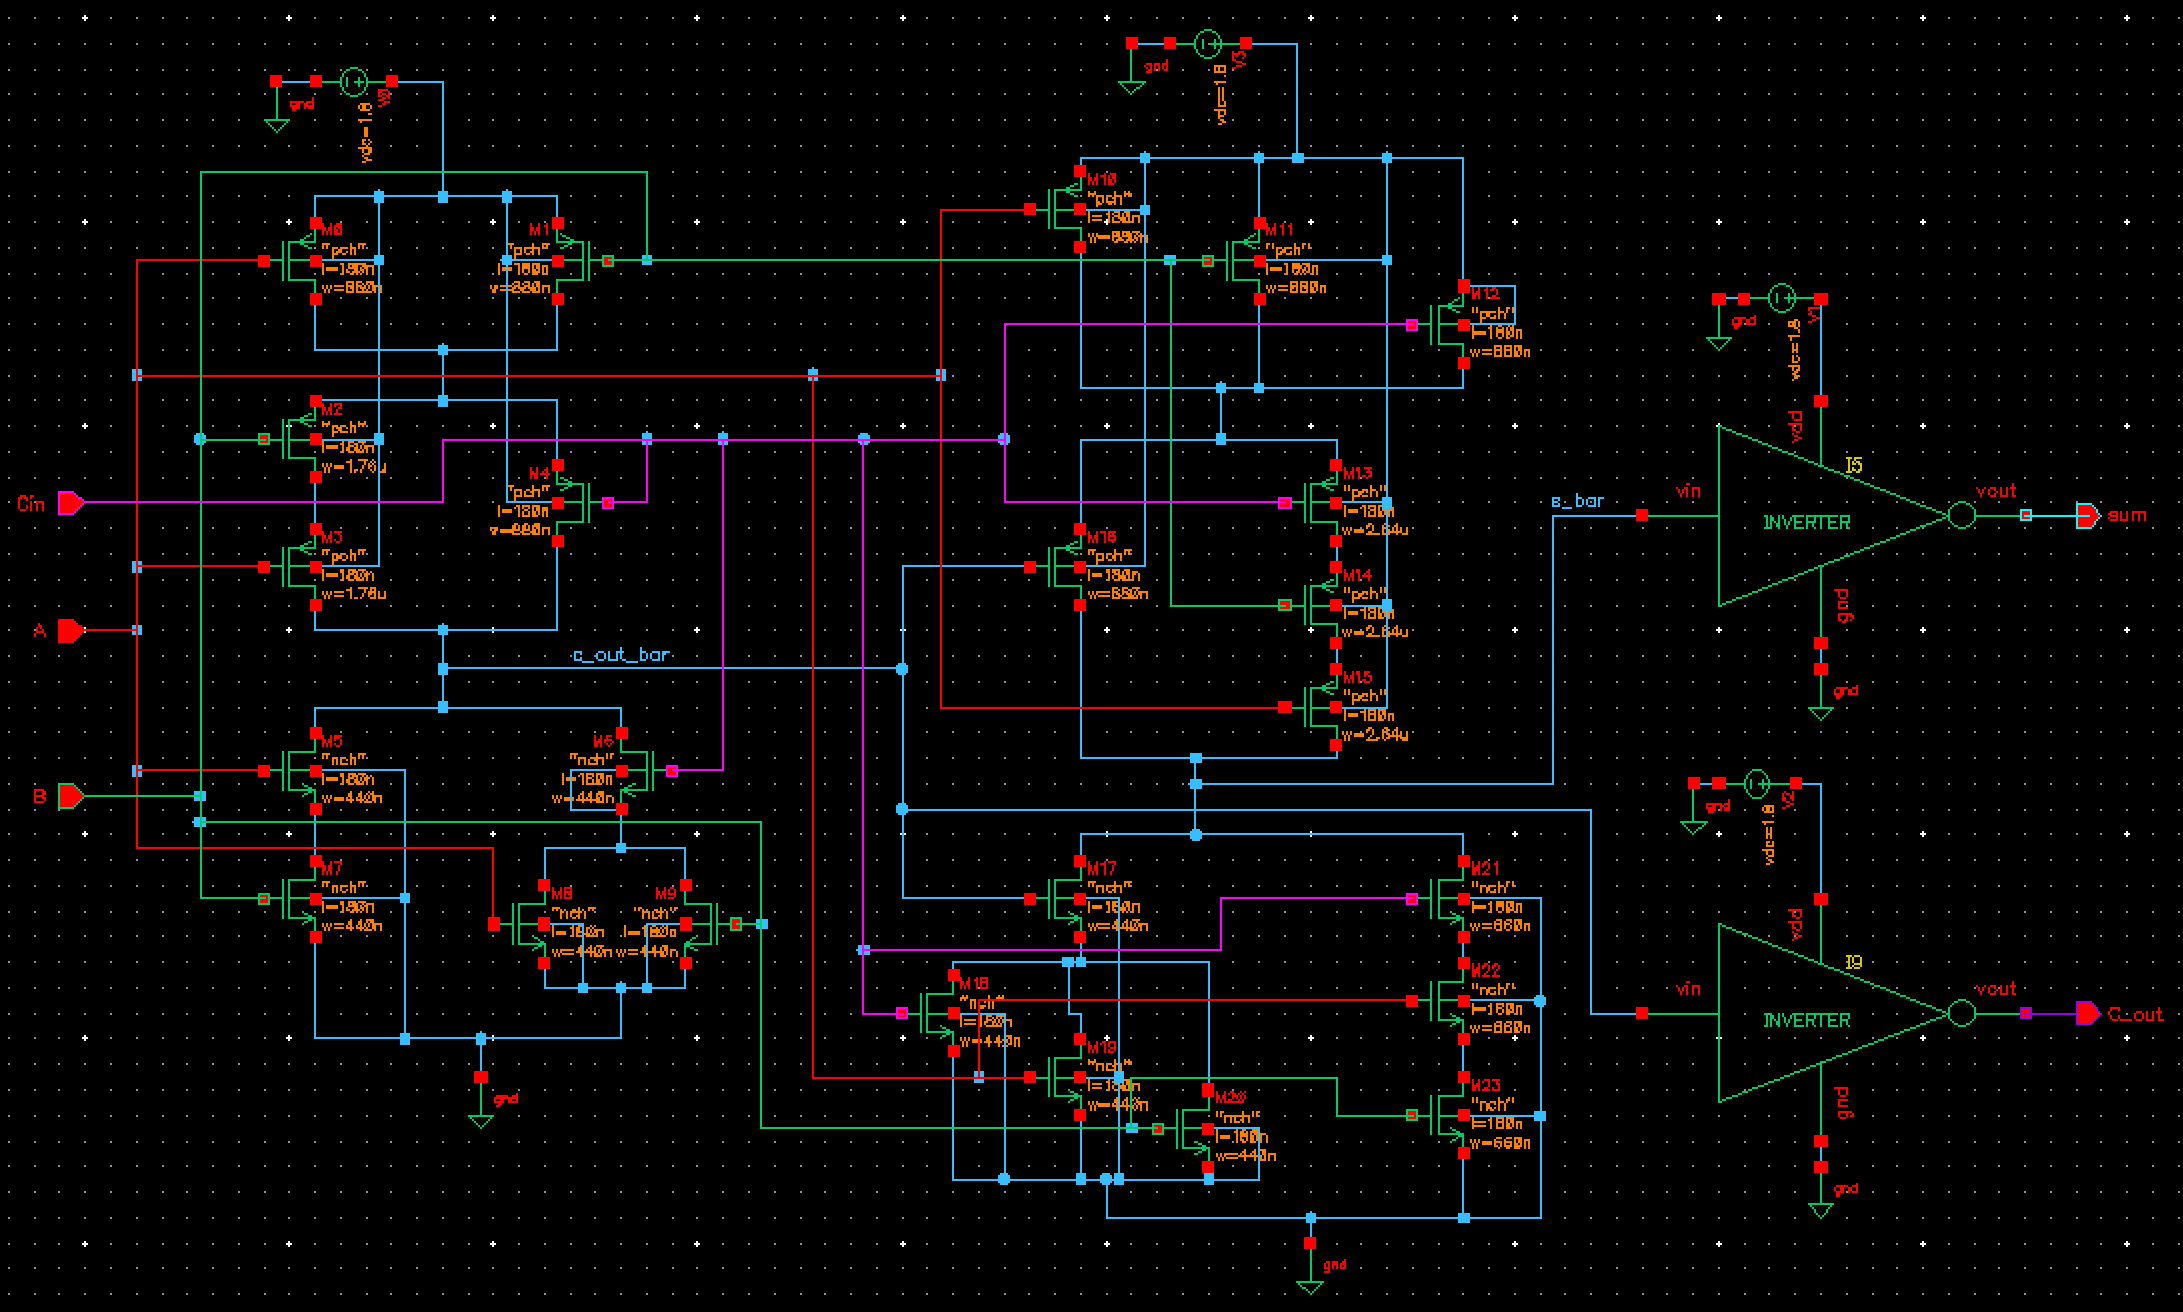 gnd
V0
vdc=1.8
gnd
V3
vdc=1.8
M0
"pch"
l=180n
w=880n
M1
"pch"
l=180n
w=880n
M10
"pch"
l=180n
w=880n
M11
"pch"
l=180n
w=880n
M12
"pch"
l=180n
w=880n
gnd
V1
vdc=1.8
M2
"pch"
l=180n
w=1.76u
M4
"pch"
l=180n
w=880n
M3
"pch"
l=180n
w=1.76u
Cin
A
B
c_out_bar
M13
"pch"
l=180n
w=2.64u
M16
"pch"
l=180n
w=880n
M14
"pch"
l=180n
w=2.64u
M15
"pch"
l=180n
w=2.64u
s_bar
vin
vdd
I5
INVERTER
vout
sum
gnd
gnd
M5
"nch"
l=180n
w=440n
M6
"nch"
l=180n
w=440n
M7
"nch"
l=180n
w=440n
M8
"nch"
l=180n
w=440n
M9
"nch"
l=180n
w=440n
gnd
gnd
V2
vdc=1.8
M17
"nch"
l=180n
w=440n
M21
"nch"
l=180n
w=660n
M18
"nch"
l=180n
w=440n
M22
"nch"
l=180n
w=660n
M19
"nch"
l=180n
w=440n
M20
"nch"
l=180n
w=440n
M23
"nch"
l=180n
w=660n
gnd
vin
vdd
I9
INVERTER
vout
C_out
gnd
gnd